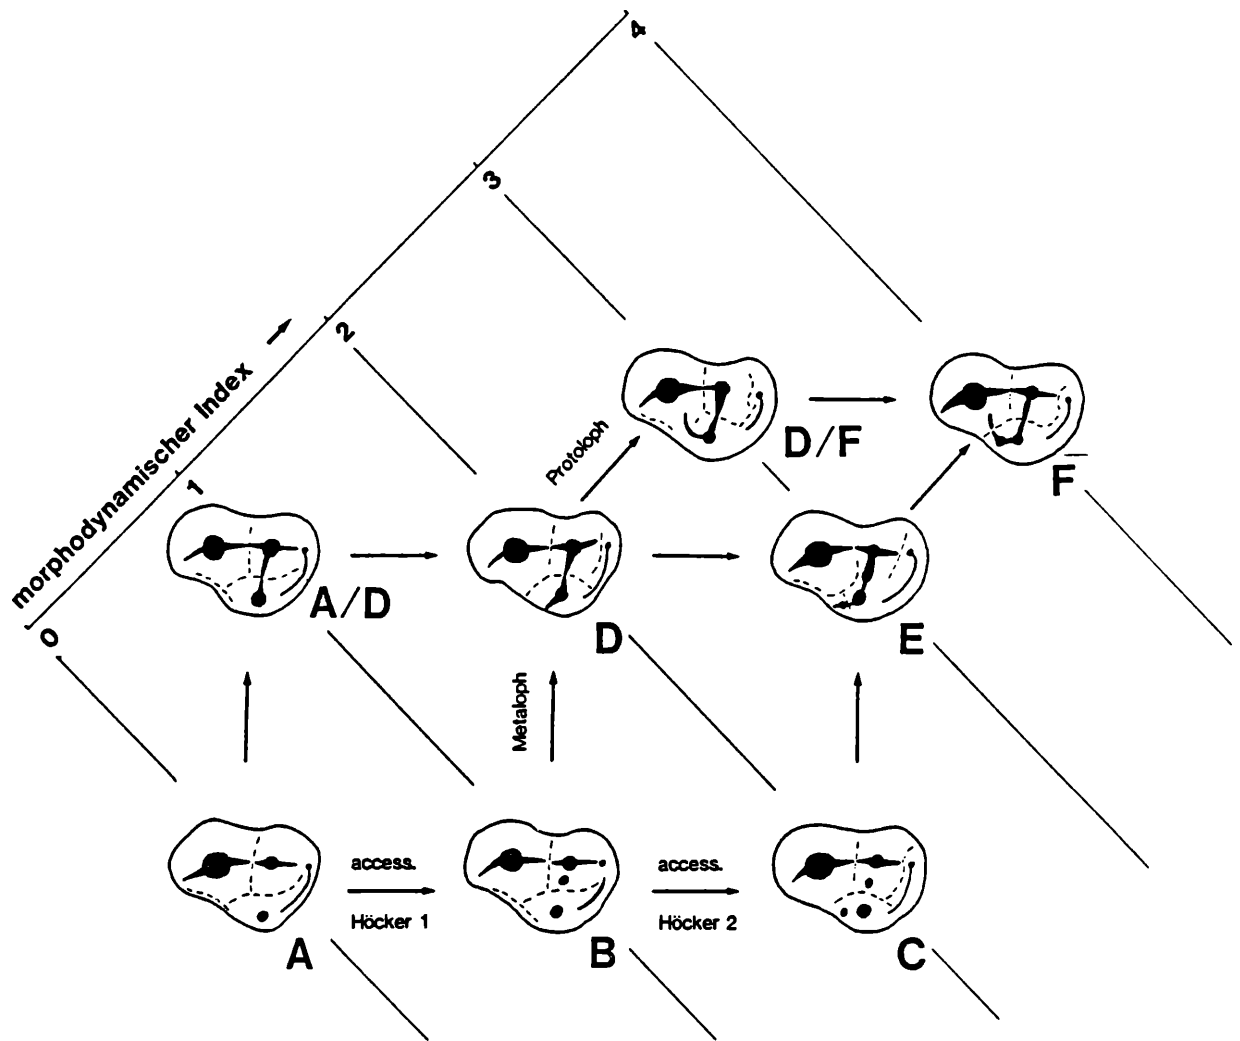 4
3
2
morphodynamischer Index
1
0
Protoloph
D/F
F
A/D
D
E
Metaloph
access.
Höcker 1
access.
Höcker 2
A
B
C